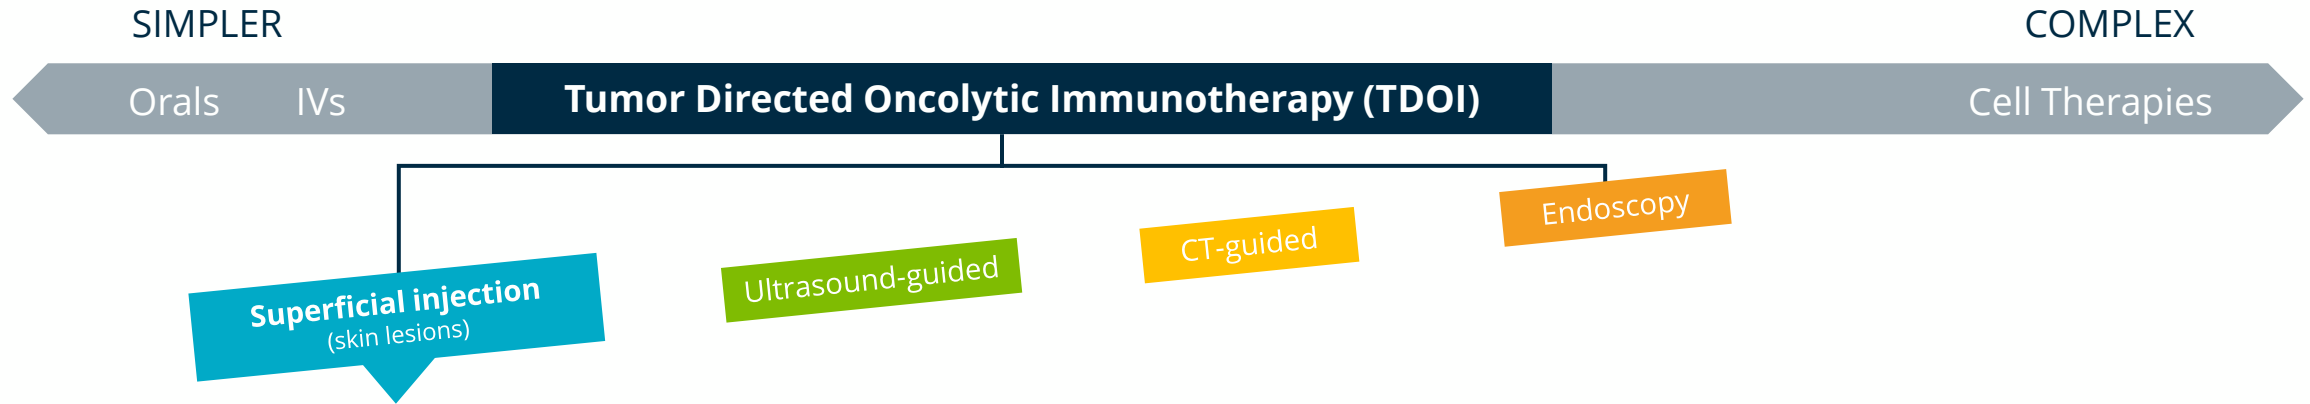 SIMPLER
COMPLEX
Orals
IVs
Tumor Directed Oncolytic Immunotherapy (TDOI)
Cell Therapies
Superficial injection
(skin lesions)
Ultrasound-guided
CT-guided
Endoscopy